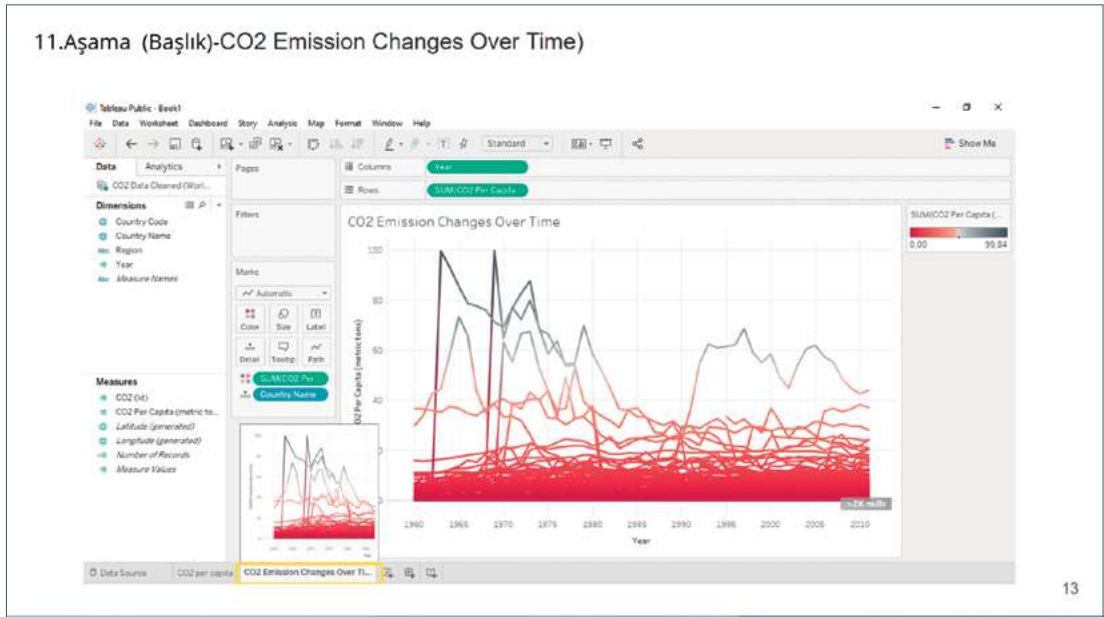 11.Aşama (Başlık)-CO2 Emission Changes Over Time)
Tableau Public - Book1
File Data Worksheet Dashboard Story Analysis Map Format Window Help
Standard
Show Me
Data Analytics
CO2 Data Cleaned (Worl...
Dimensions
Country Code
Country Name
Abc Region
Year
Abc Measure Names
Measures
CO2 (kt)
CO2 Per Capita (metric to...
Latitude (generated)
Longitude (generated)
Number of Records
Measure Values
Pages
Filters
Marks
Automatic
Color Size Label
Detail Tooltip Path
SUM(CO2 Per ...
Country Name
Columns Year
Rows SUM(CO2 Per Capita
CO2 Emission Changes Over Time
100
80
60
40
CO2 Per Capita (metric tons)
1960 1965 1970 1975 1980 1985 1990 1995 2000 2005 2010
Year
>2K nulls
SUM(CO2 Per Capita (...
0,00 99,84
Data Source CO2 per capita CO2 Emission Changes Over Ti...
13